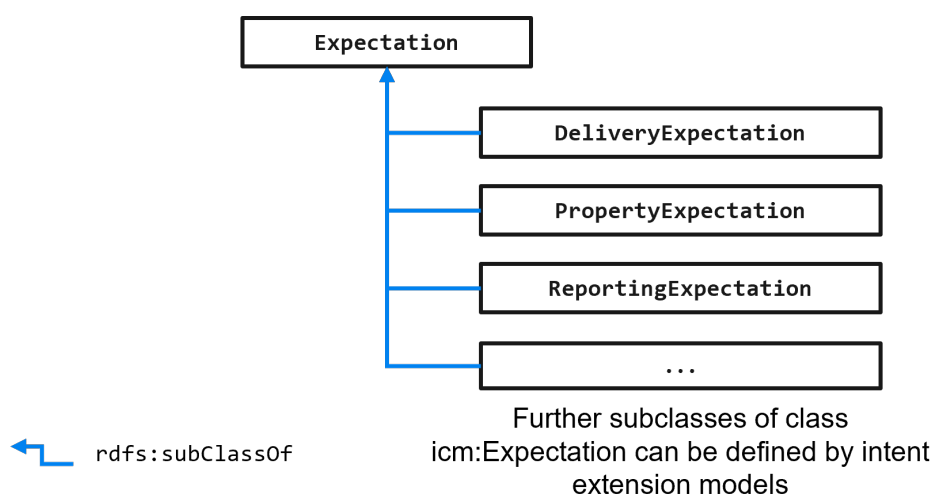 Expectation
DeliveryExpectation
PropertyExpectation
ReportingExpectation
...
Further subclasses of class
icm:Expectation can be defined by intent
extension models
rdfs:subClassOf